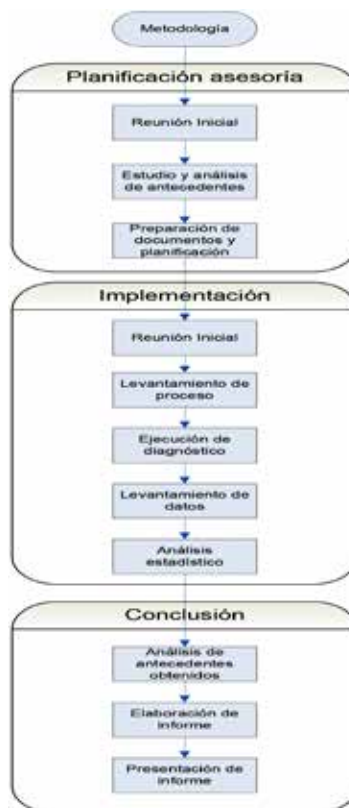 Metodología
Planificación asesoría
Reunión Inicial
Estudio y análisis
de antecedentes
Preparación de
documentos y
planificación
Implementación
Reunión Inicial
Levantamiento de
proceso
Ejecución de
diagnóstico
Levantamiento de
datos
Análisis
estadístico
Conclusión
Análisis de
antecedentes
obtenidos
Elaboración de
informe
Presentación de
informe